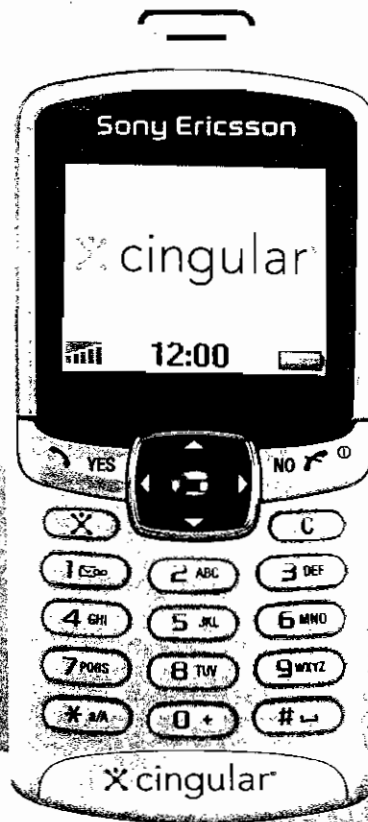 Sony Ericsson
cingular
12:00
YES NO
C
1 2 ABC 3 DEF
4 GHI 5 JKL 6 MNO
7 PQRS 8 TUV 9 WXYZ
* a/A 0 + #
cingular